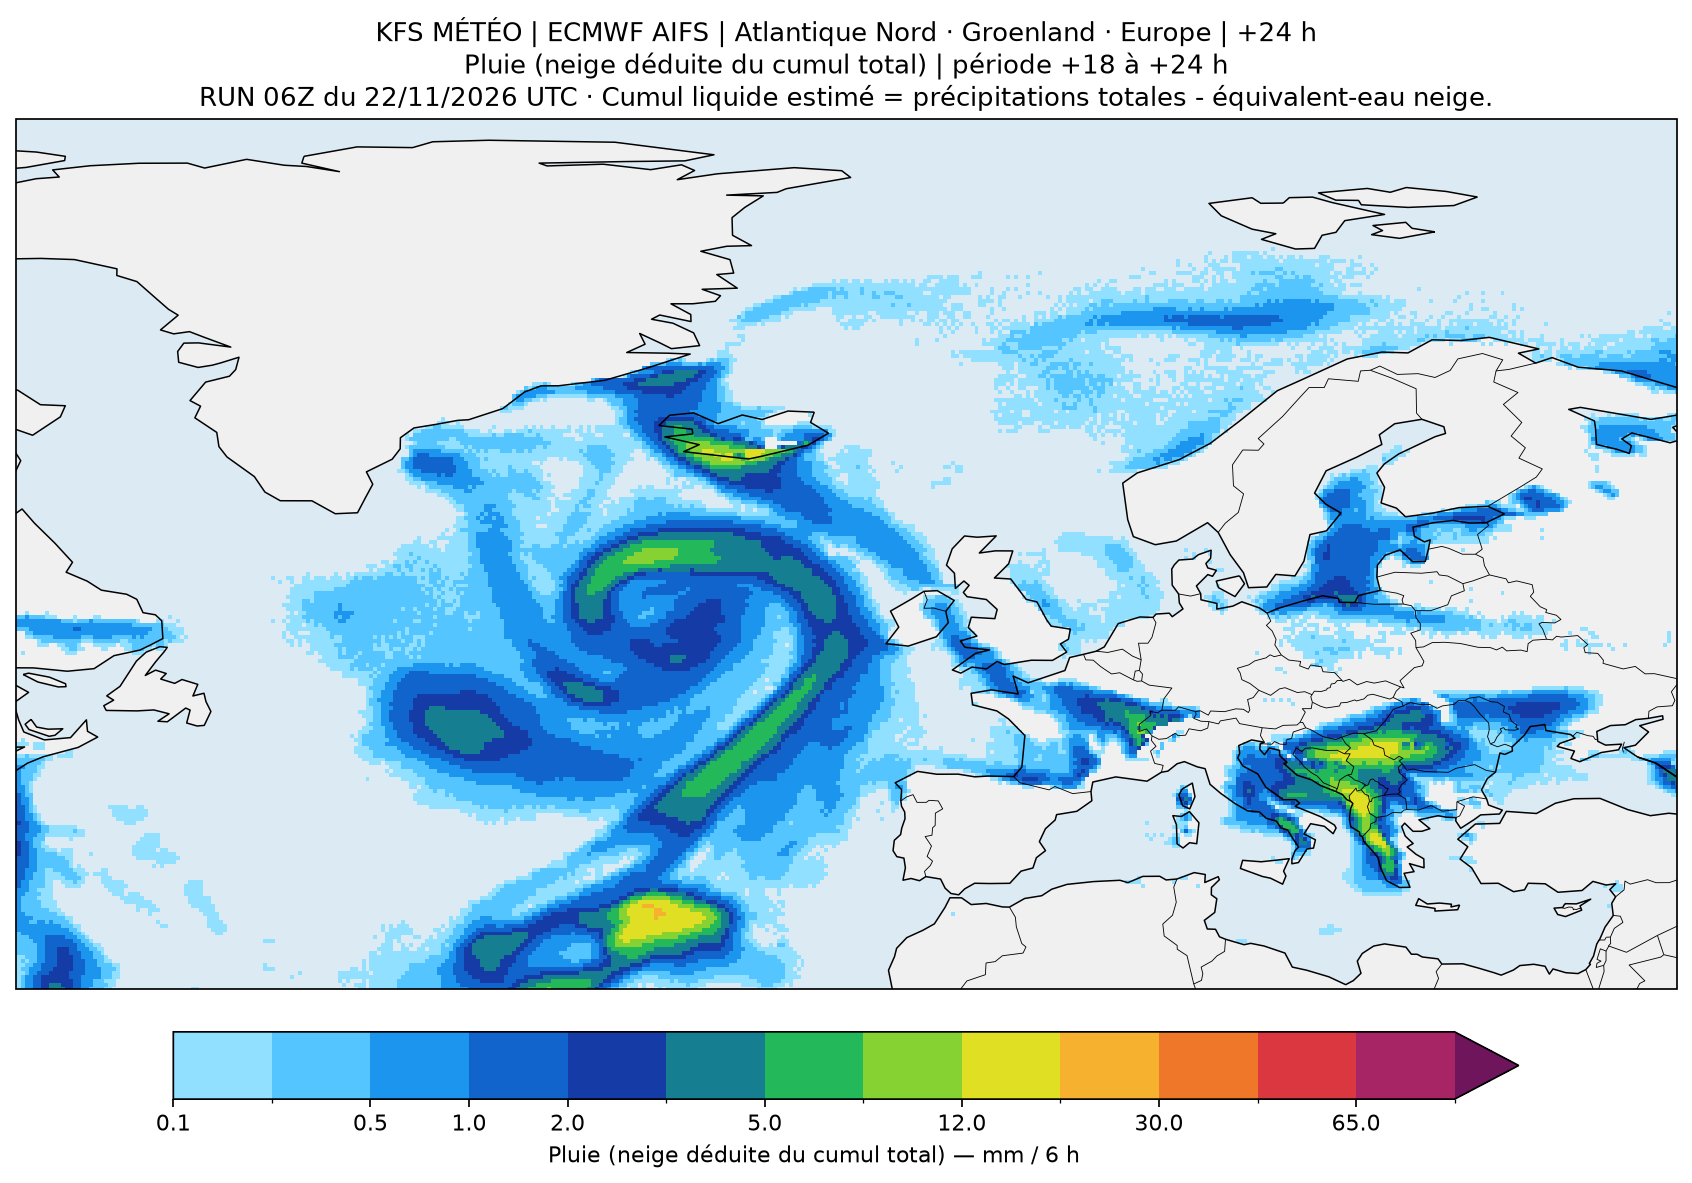 KFS MÉTÉO | ECMWF AIFS | Atlantique Nord · Groenland · Europe | +24 h
Pluie (neige déduite du cumul total) | période +18 à +24 h
RUN 06Z du 22/11/2026 UTC · Cumul liquide estimé = précipitations totales - équivalent-eau neige.
0.1 0.5 1.0 2.0 5.0 12.0 30.0 65.0
Pluie (neige déduite du cumul total) — mm / 6 h